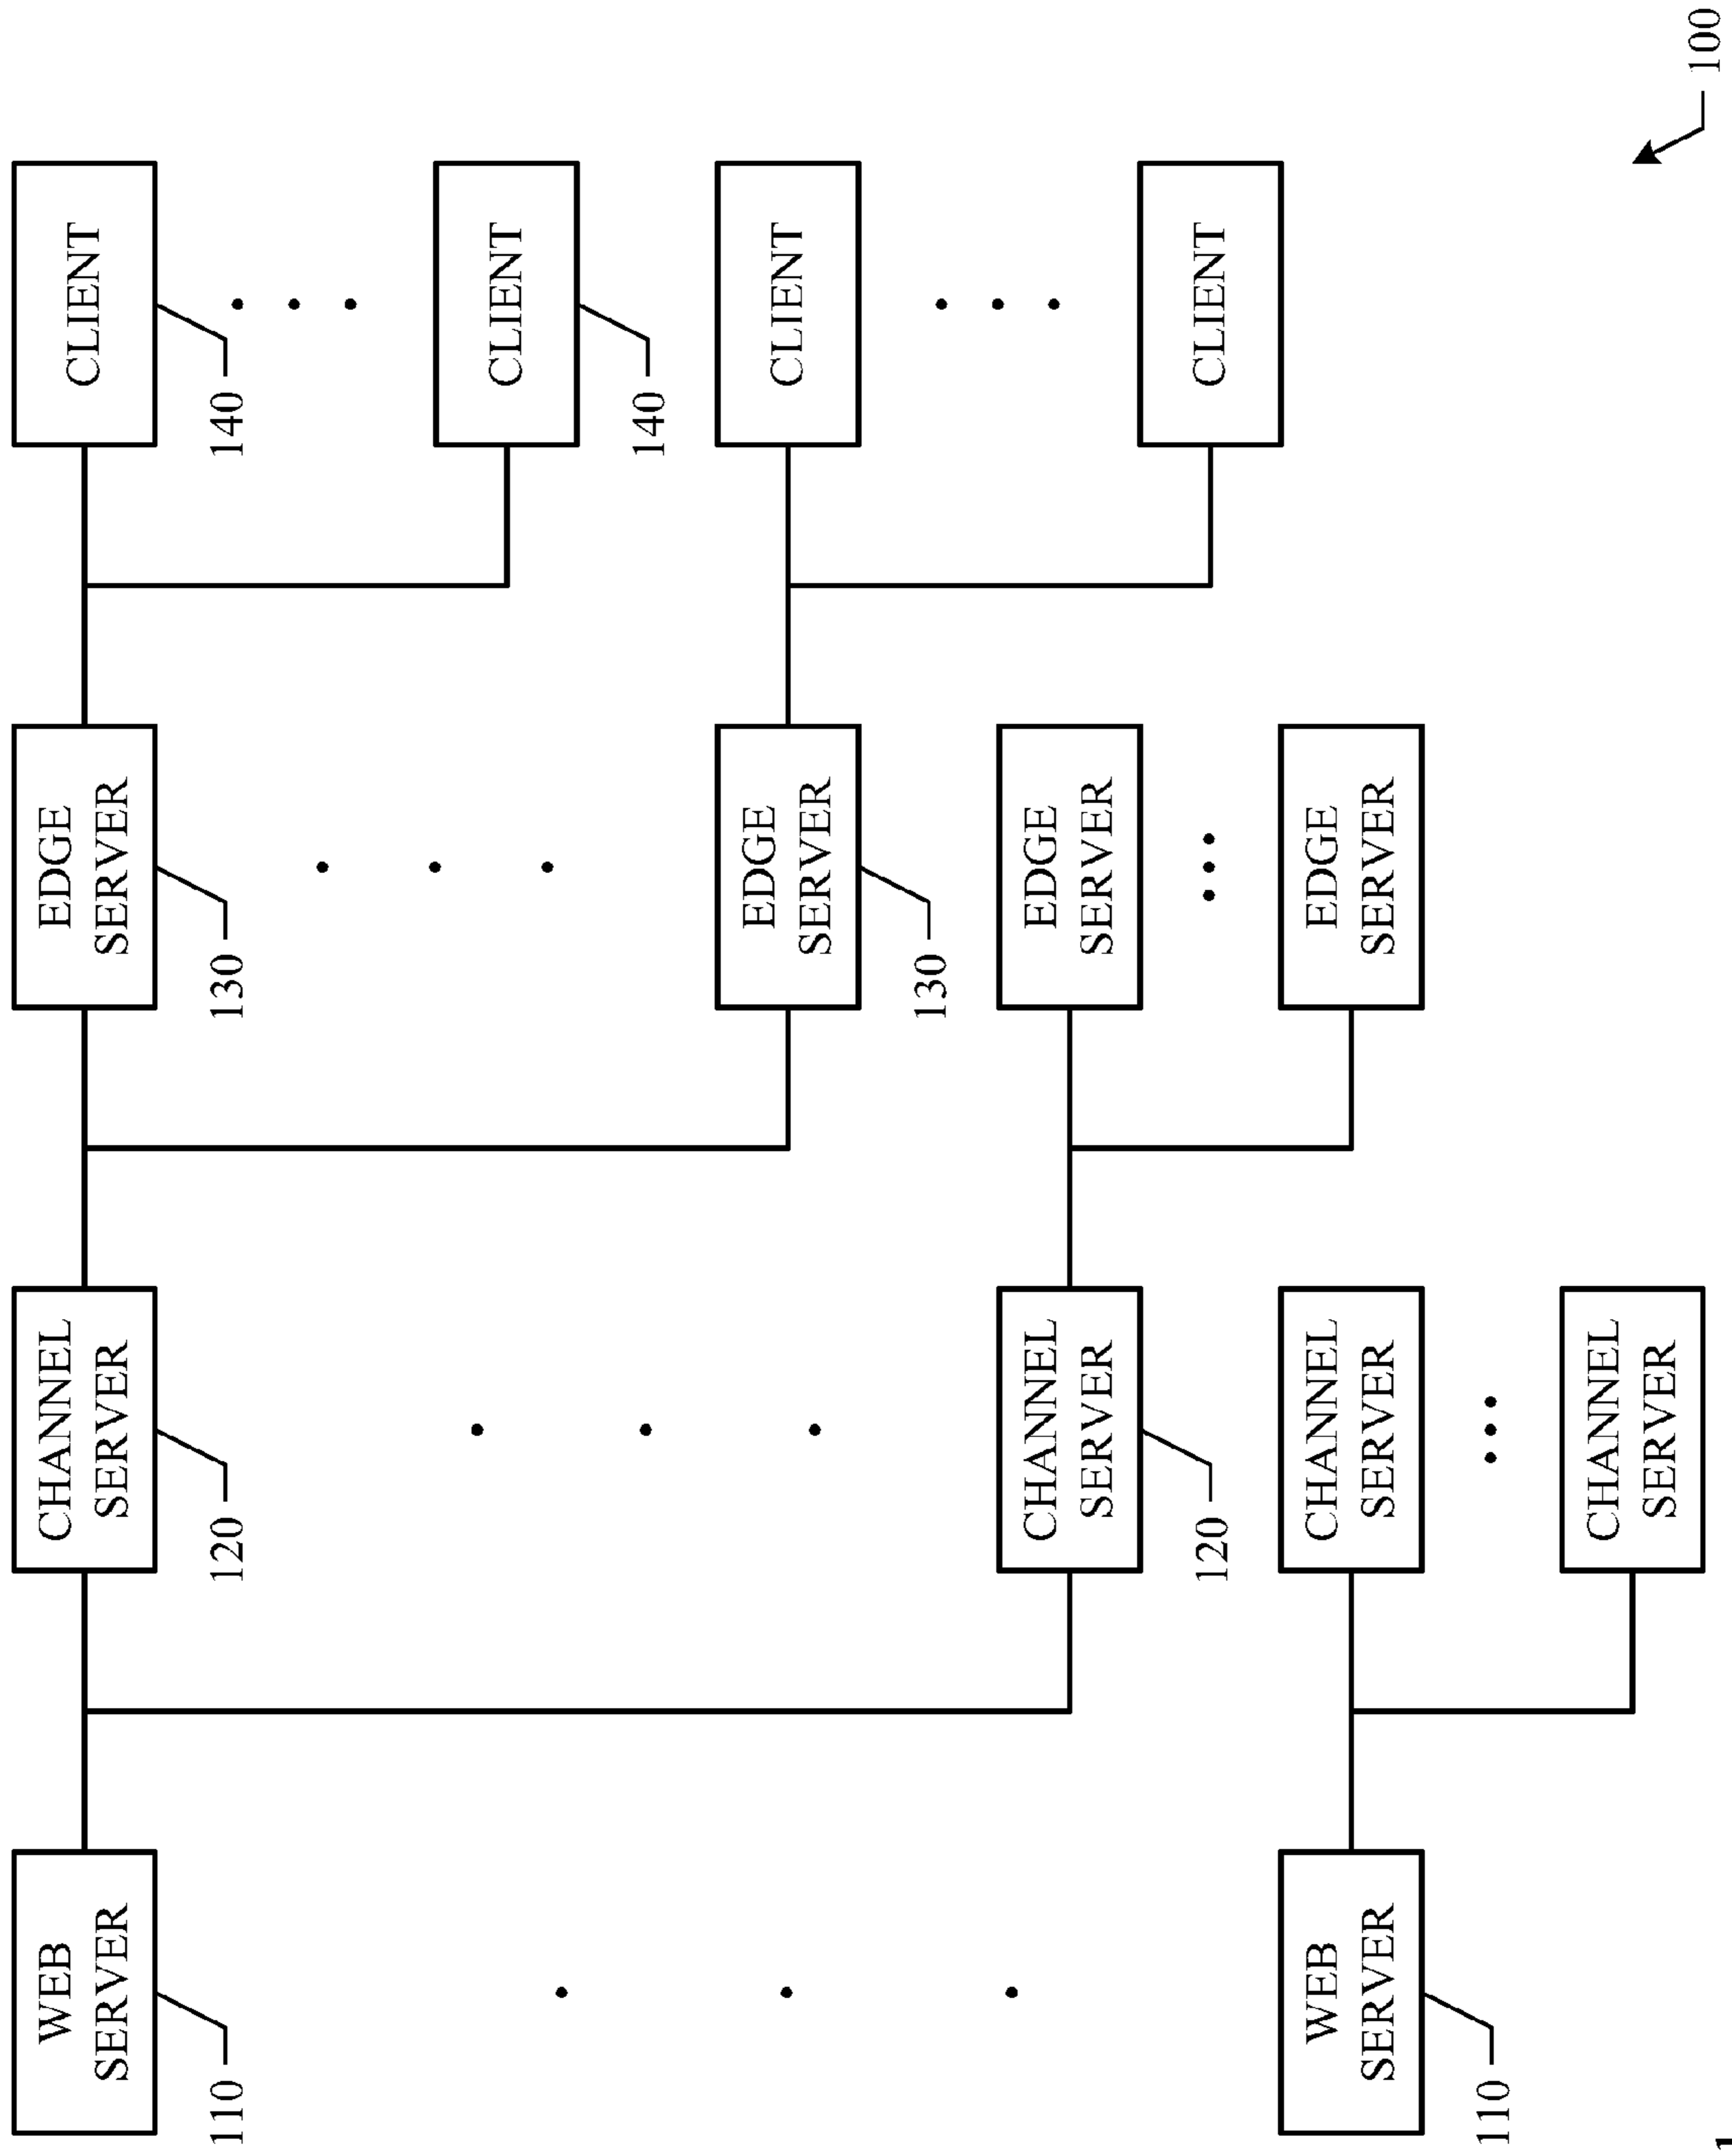 WEB
SERVER
CHANNEL
SERVER
EDGE
SERVER
CLIENT
110
120
130
140
CLIENT
140
EDGE
SERVER
CLIENT
130
CHANNEL
SERVER
EDGE
SERVER
120
CLIENT
WEB
SERVER
CHANNEL
SERVER
EDGE
SERVER
110
CHANNEL
SERVER
100
1